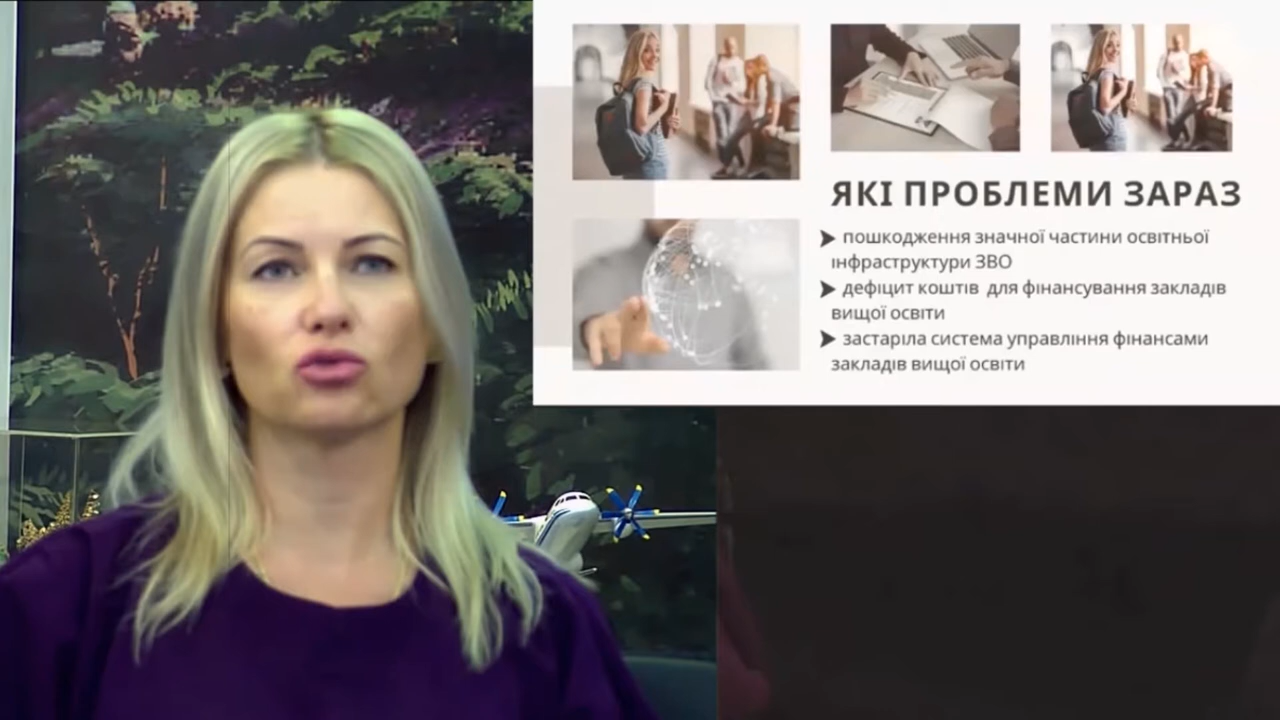 ЯКІ ПРОБЛЕМИ ЗАРАЗ
➤ пошкодження значної частини освітньої
інфраструктури ЗВО
➤ дефіцит коштів для фінансування закладів
вищої освіти
➤ застаріла система управління фінансами
закладів вищої освіти